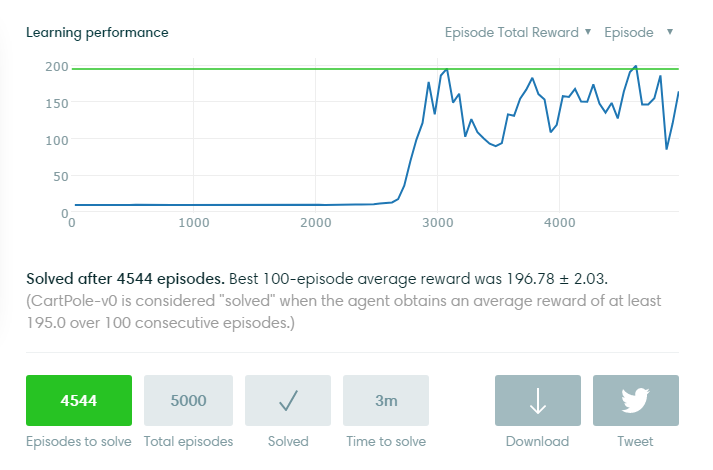 Learning performance
Episode Total Reward ▼ Episode ▼
200
150
100
50
0
0 1000 2000 3000 4000
Solved after 4544 episodes. Best 100-episode average reward was 196.78 ± 2.03.
(CartPole-v0 is considered "solved" when the agent obtains an average reward of at least
195.0 over 100 consecutive episodes.)
4544 5000 3m
Episodes to solve Total episodes Solved Time to solve Download Tweet